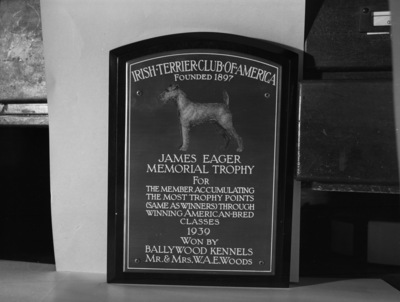 IRISH·TERRIER·CLUB·OF·AMERICA
FOUNDED 1897
JAMES EAGER
MEMORIAL TROPHY
FOR
THE MEMBER ACCUMULATING
THE MOST TROPHY POINTS
(SAME AS WINNERS) THROUGH
WINNING AMERICAN-BRED
CLASSES
1939
WON BY
BALLYWOOD KENNELS
MR. & MRS. W.A.E. WOODS